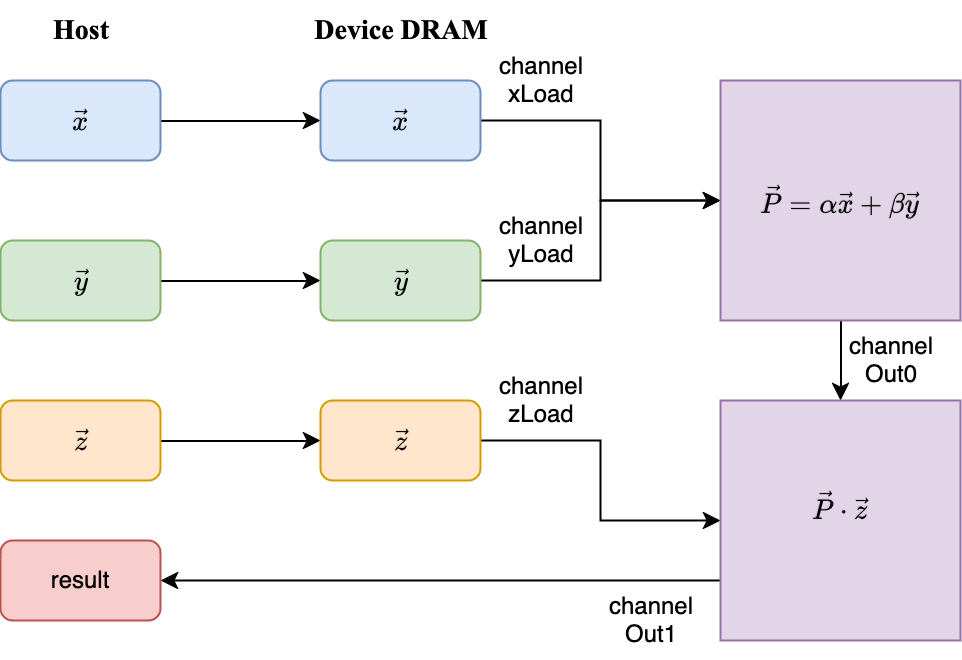 Host
Device DRAM
channel
xLoad
$\vec{x}$
$\vec{x}$
$\vec{P} = \alpha\vec{x} + \beta\vec{y}$
channel
yLoad
$\vec{y}$
$\vec{y}$
channel
Out0
channel
zLoad
$\vec{z}$
$\vec{z}$
$\vec{P} \cdot \vec{z}$
result
channel
Out1